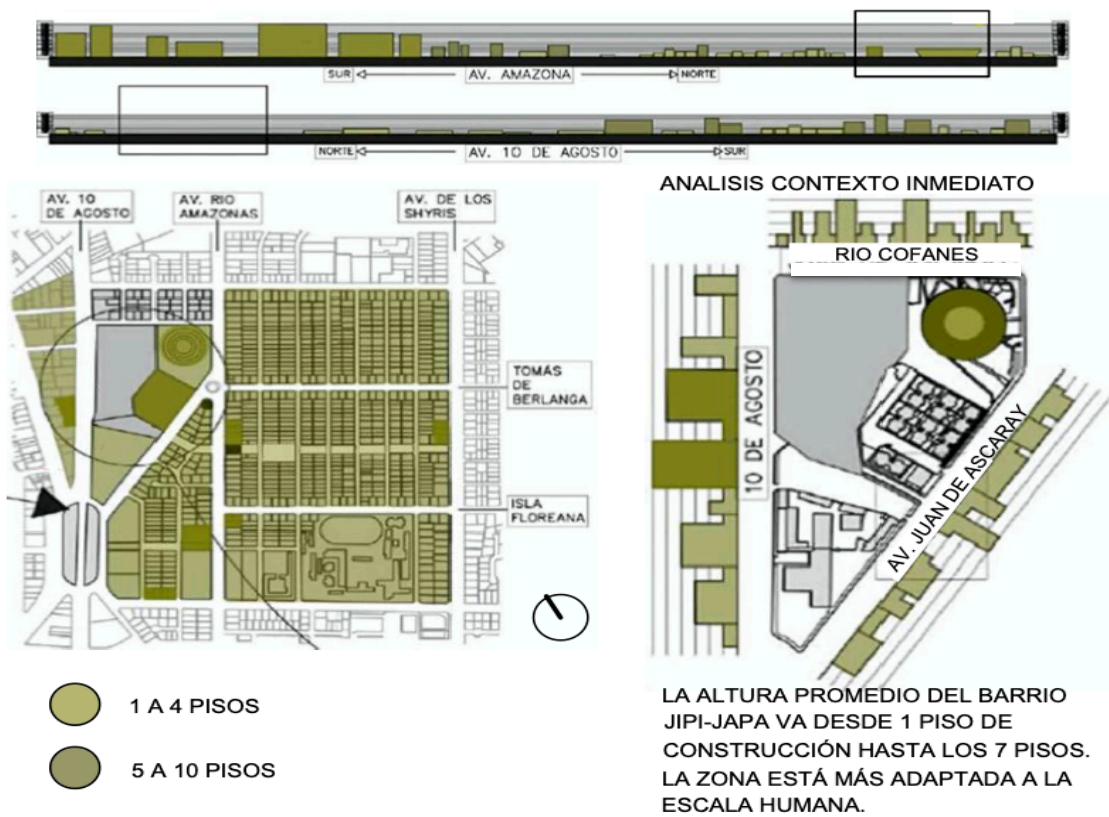 SUR
AV. AMAZONA
NORTE
NORTE
AV. 10 DE AGOSTO
SUR
AV. 10
DE AGOSTO
AV. RIO
AMAZONAS
AV. DE LOS
SHYRIS
TOMÁS
DE
BERLANGA
ISLA
FLOREANA
ANALISIS CONTEXTO INMEDIATO
RIO COFANES
10 DE AGOSTO
AV. JUAN DE ASCARAY
1 A 4 PISOS
5 A 10 PISOS
LA ALTURA PROMEDIO DEL BARRIO
JIPI-JAPA VA DESDE 1 PISO DE
CONSTRUCCIÓN HASTA LOS 7 PISOS.
LA ZONA ESTÁ MÁS ADAPTADA A LA
ESCALA HUMANA.